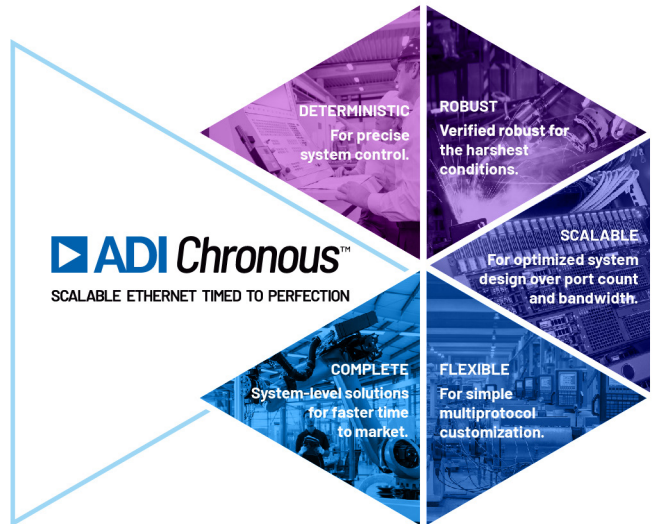 DETERMINISTIC
For precise
system control.
ROBUST
Verified robust for
the harshest
conditions.
SCALABLE
For optimized system
design over port count
and bandwidth.
ADI Chronous™
SCALABLE ETHERNET TIMED TO PERFECTION
COMPLETE
System-level solutions
for faster time
to market.
FLEXIBLE
For simple
multiprotocol
customization.